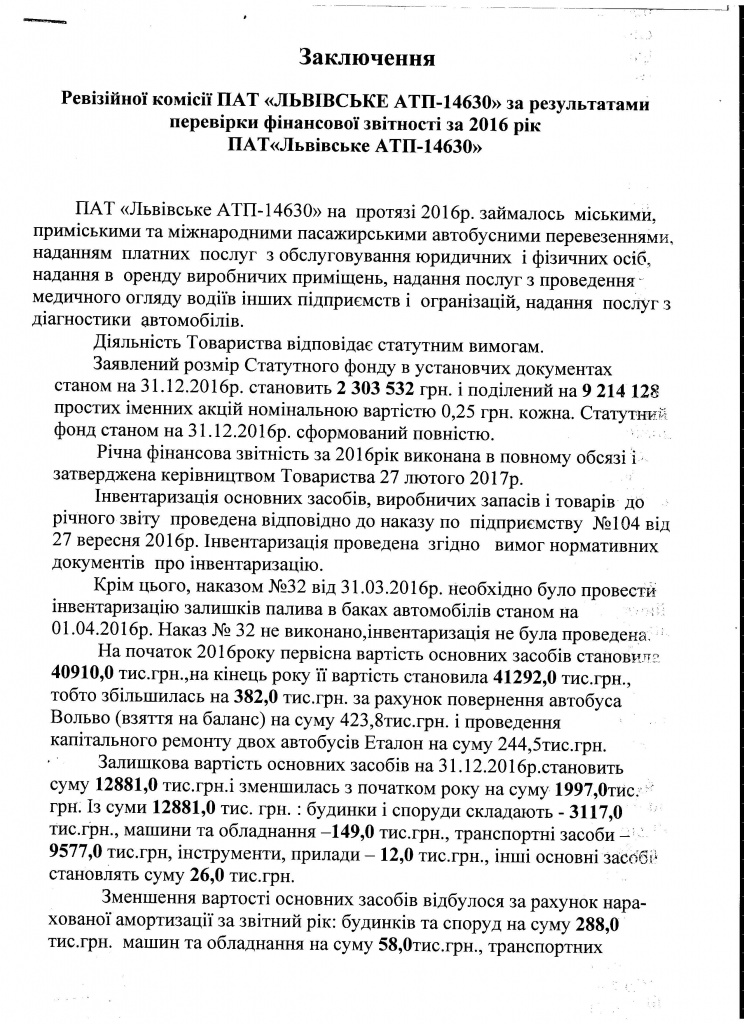 Заключення
Ревізійної комісії ПАТ «ЛЬВІВСЬКЕ АТП-14630» за результатами
перевірки фінансової звітності за 2016 рік
ПАТ«Львівське АТП-14630»
ПАТ «Львівське АТП-14630» на протязі 2016р. займалось міськими,
приміськими та міжнародними пасажирськими автобусними перевезеннями,
наданням платних послуг з обслуговування юридичних і фізичних осіб,
надання в оренду виробничих приміщень, надання послуг з проведення
медичного огляду водіїв інших підприємств і огранізацій, надання послуг з
діагностики автомобілів.
Діяльність Товариства відповідає статутним вимогам.
Заявлений розмір Статутного фонду в установчих документах
станом на 31.12.2016р. становить 2 303 532 грн. і поділений на 9 214 128
простих іменних акцій номінальною вартістю 0,25 грн. кожна. Статутний
фонд станом на 31.12.2016р. сформований повністю.
Річна фінансова звітність за 2016рік виконана в повному обсязі і
затверджена керівництвом Товариства 27 лютого 2017р.
Інвентаризація основних засобів, виробничих запасів і товарів до
річного звіту проведена відповідно до наказу по підприємству №104 від
27 вересня 2016р. Інвентаризація проведена згідно вимог нормативних
документів про інвентаризацію.
Крім цього, наказом №32 від 31.03.2016р. необхідно було провести
інвентаризацію залишків палива в баках автомобілів станом на
01.04.2016р. Наказ № 32 не виконано,інвентаризація не була проведена.
На початок 2016року первісна вартість основних засобів становила
40910,0 тис.грн.,на кінець року її вартість становила 41292,0 тис.грн.,
тобто збільшилась на 382,0 тис.грн. за рахунок повернення автобуса
Вольво (взяття на баланс) на суму 423,8тис.грн. і проведення
капітального ремонту двох автобусів Еталон на суму 244,5тис.грн.
Залишкова вартість основних засобів на 31.12.2016р.становить
суму 12881,0 тис.грн.і зменшилась з початком року на суму 1997,0тис.
грн. Із суми 12881,0 тис. грн. : будинки і споруди складають - 3117,0
тис.грн., машини та обладнання –149,0 тис.грн., транспортні засоби –
9577,0 тис.грн, інструменти, прилади – 12,0 тис.грн., інші основні засоби
становлять суму 26,0 тис.грн.
Зменшення вартості основних засобів відбулося за рахунок нара-
хованої амортизації за звітний рік: будинків та споруд на суму 288,0
тис.грн. машин та обладнання на суму 58,0тис.грн., транспортних